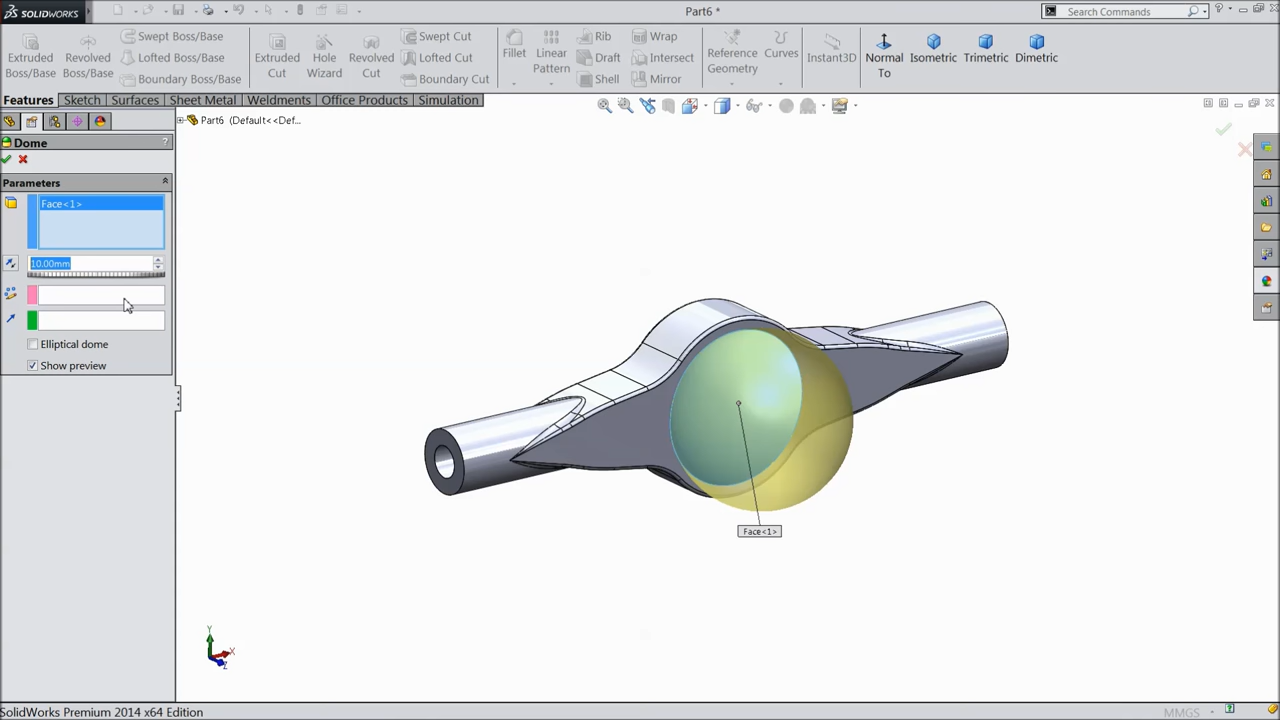 SOLIDWORKS
Part6 *
Search Commands
Extruded Boss/Base
Revolved Boss/Base
Swept Boss/Base
Lofted Boss/Base
Boundary Boss/Base
Extruded Cut
Hole Wizard
Revolved Cut
Swept Cut
Lofted Cut
Boundary Cut
Fillet
Linear Pattern
Rib
Draft
Shell
Wrap
Intersect
Mirror
Reference Geometry
Curves
Instant3D
Normal To
Isometric
Trimetric
Dimetric
Features Sketch Surfaces Sheet Metal Weldments Office Products Simulation
Part6 (Default<<Def...
Dome ?
Parameters
Face<1>
10.00mm
Elliptical dome
Show preview
Face<1>
Y
X
Z
SolidWorks Premium 2014 x64 Edition
MMGS